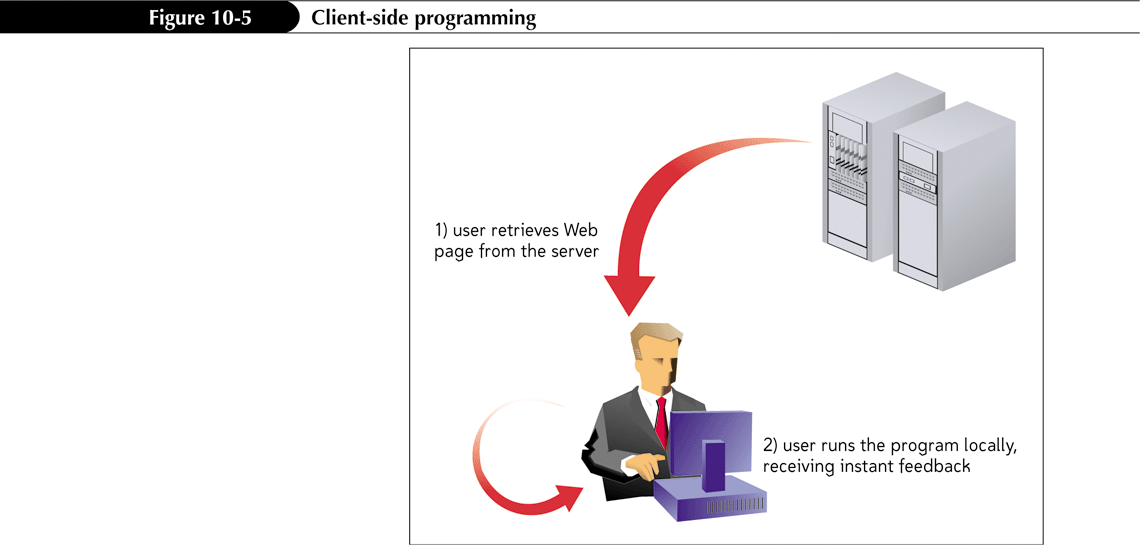 Figure 10-5
Client-side programming
1) user retrieves Web
page from the server
2) user runs the program locally,
receiving instant feedback